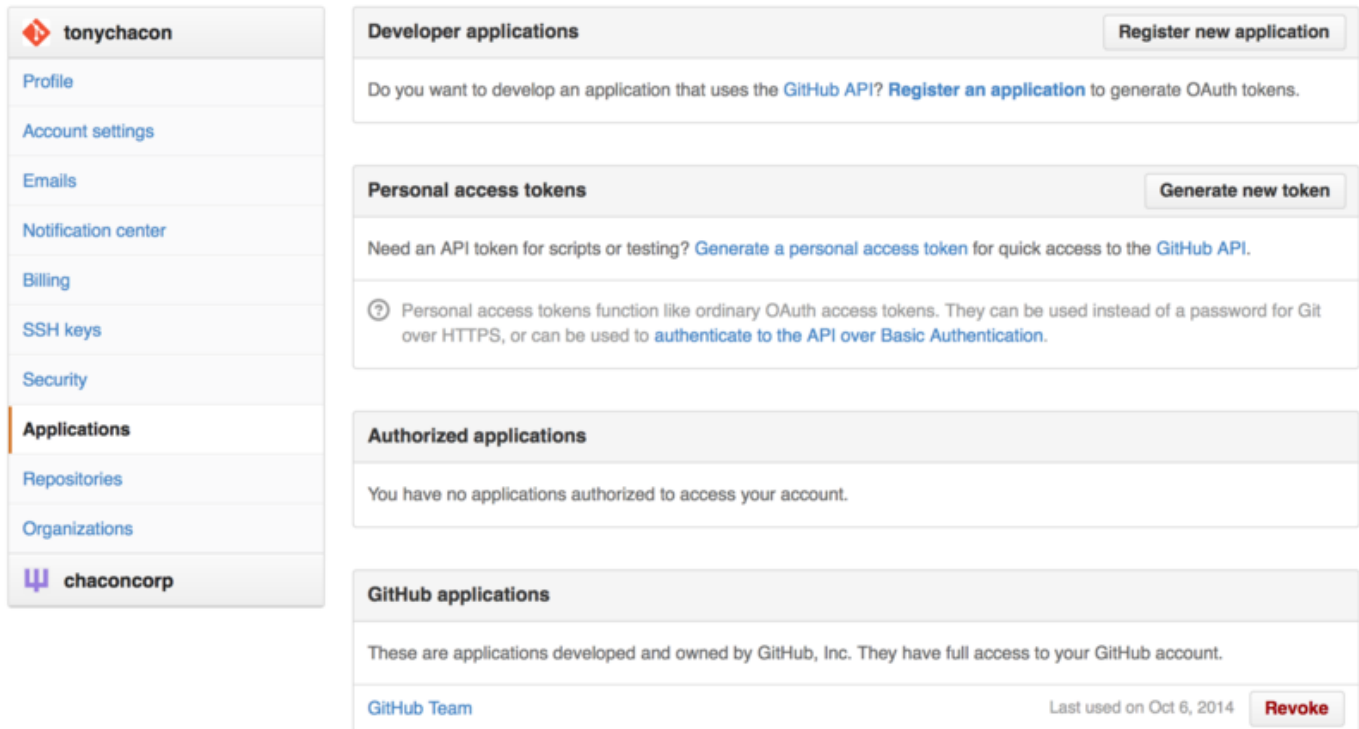 tonychacon
Profile
Account settings
Emails
Notification center
Billing
SSH keys
Security
Applications
Repositories
Organizations
chaconcorp
Developer applications
Register new application
Do you want to develop an application that uses the GitHub API? Register an application to generate OAuth tokens.
Personal access tokens
Generate new token
Need an API token for scripts or testing? Generate a personal access token for quick access to the GitHub API.
Personal access tokens function like ordinary OAuth access tokens. They can be used instead of a password for Git
over HTTPS, or can be used to authenticate to the API over Basic Authentication.
Authorized applications
You have no applications authorized to access your account.
GitHub applications
These are applications developed and owned by GitHub, Inc. They have full access to your GitHub account.
GitHub Team
Last used on Oct 6, 2014
Revoke